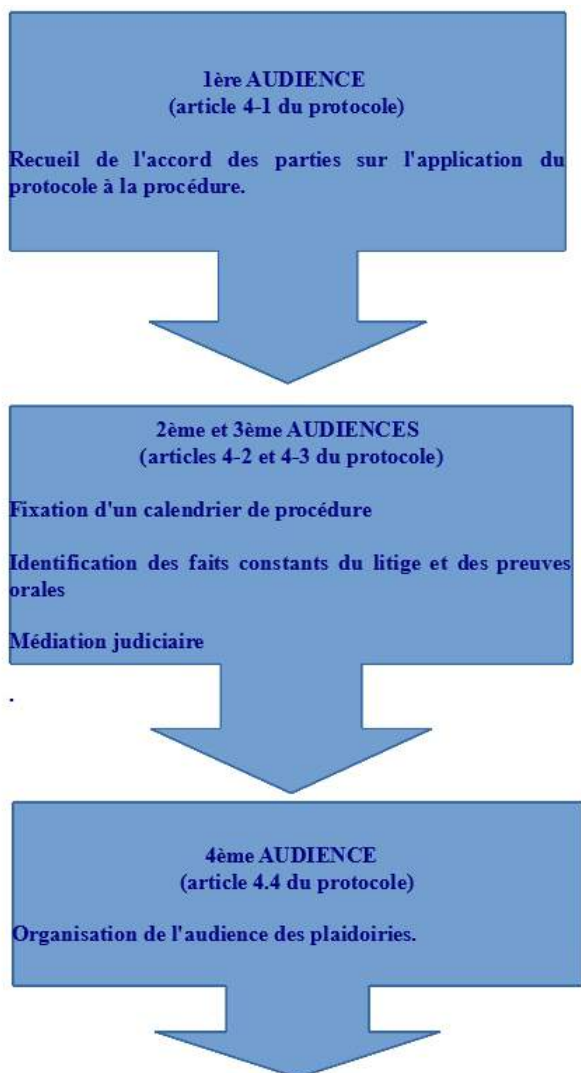 1ère AUDIENCE
(article 4-1 du protocole)
Recueil de l'accord des parties sur l'application du
protocole à la procédure.
2ème et 3ème AUDIENCES
(articles 4-2 et 4-3 du protocole)
Fixation d'un calendrier de procédure
Identification des faits constants du litige et des preuves
orales
Médiation judiciaire
.
4ème AUDIENCE
(article 4.4 du protocole)
Organisation de l'audience des plaidoiries.